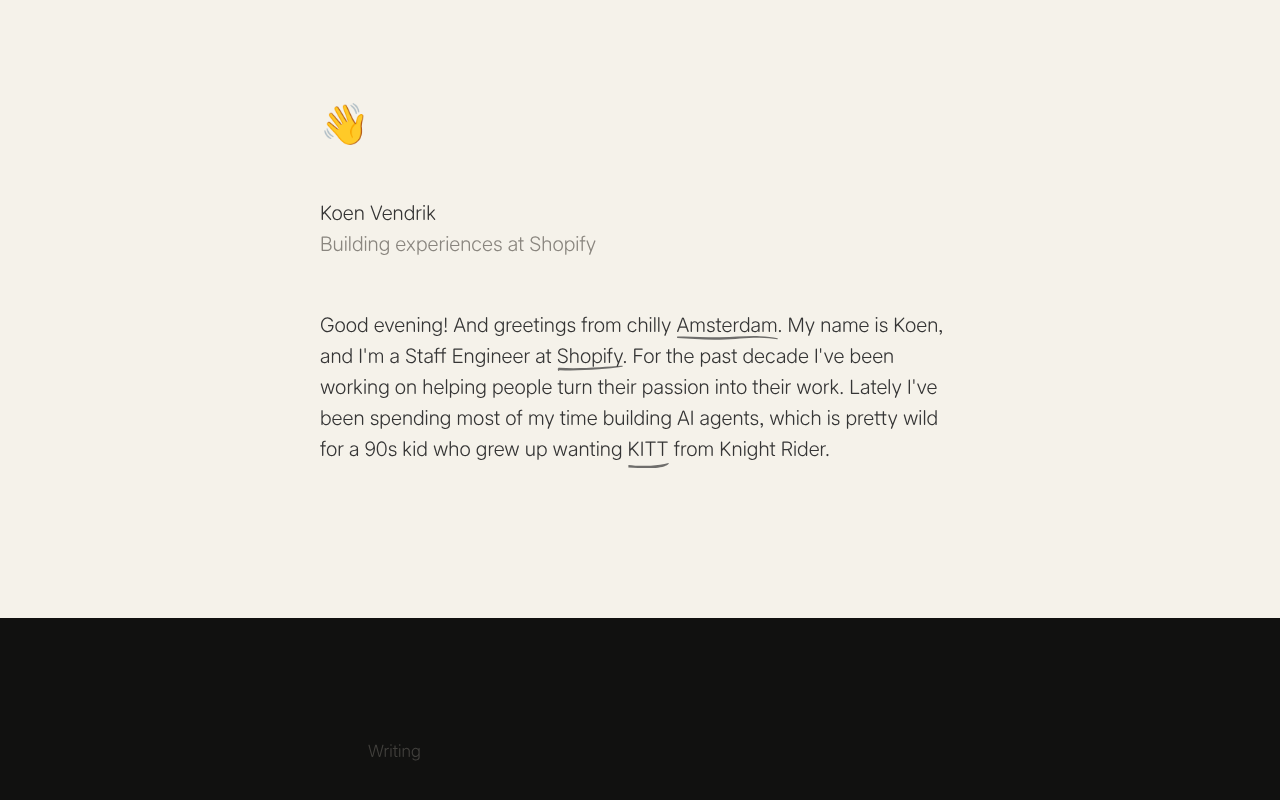 Koen Vendrik
Building experiences at Shopify
Good evening! And greetings from chilly Amsterdam. My name is Koen,
and I'm a Staff Engineer at Shopify. For the past decade I've been
working on helping people turn their passion into their work. Lately I've
been spending most of my time building AI agents, which is pretty wild
for a 90s kid who grew up wanting KITT from Knight Rider.
Writing